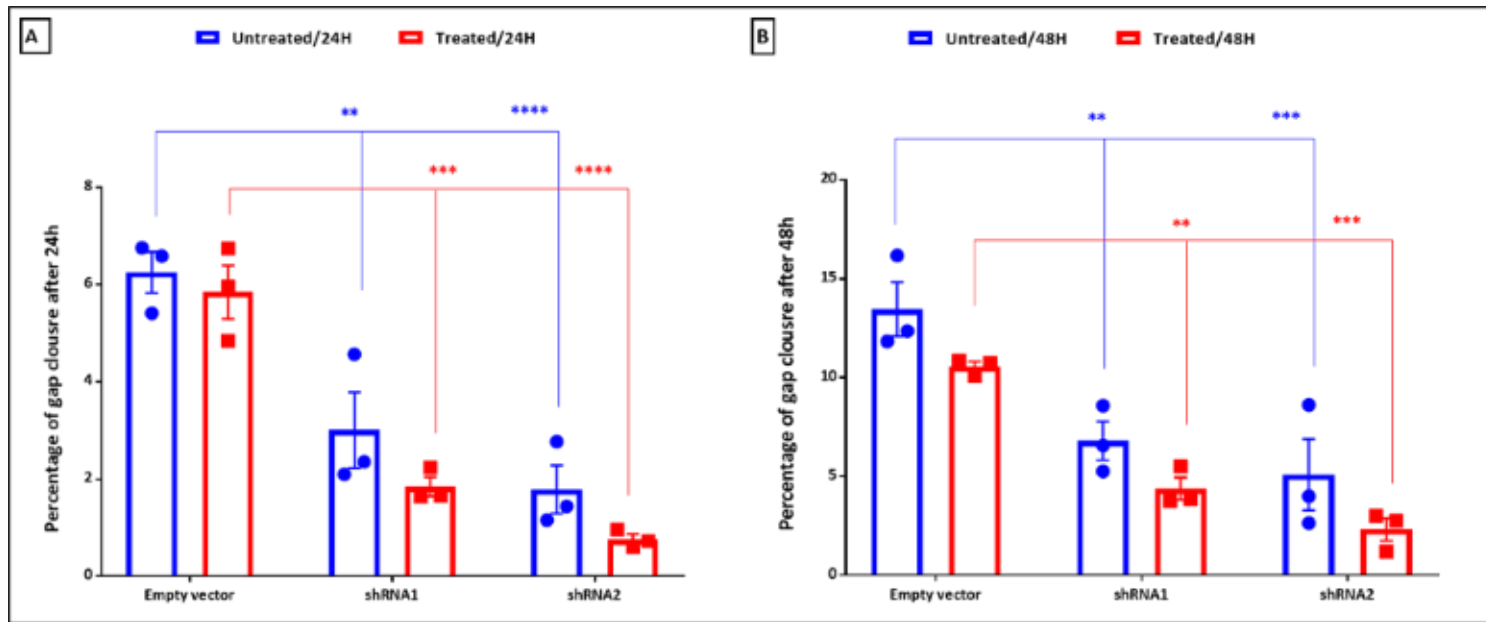 A
Untreated/24H
Treated/24H
**
****
***
****
Percentage of gap clousre after 24h
8
6
4
2
0
Empty vector
shRNA1
shRNA2
B
Untreated/48H
Treated/48H
**
***
**
***
Percentage of gap clousre after 48h
20
15
10
5
0
Empty vector
shRNA1
shRNA2